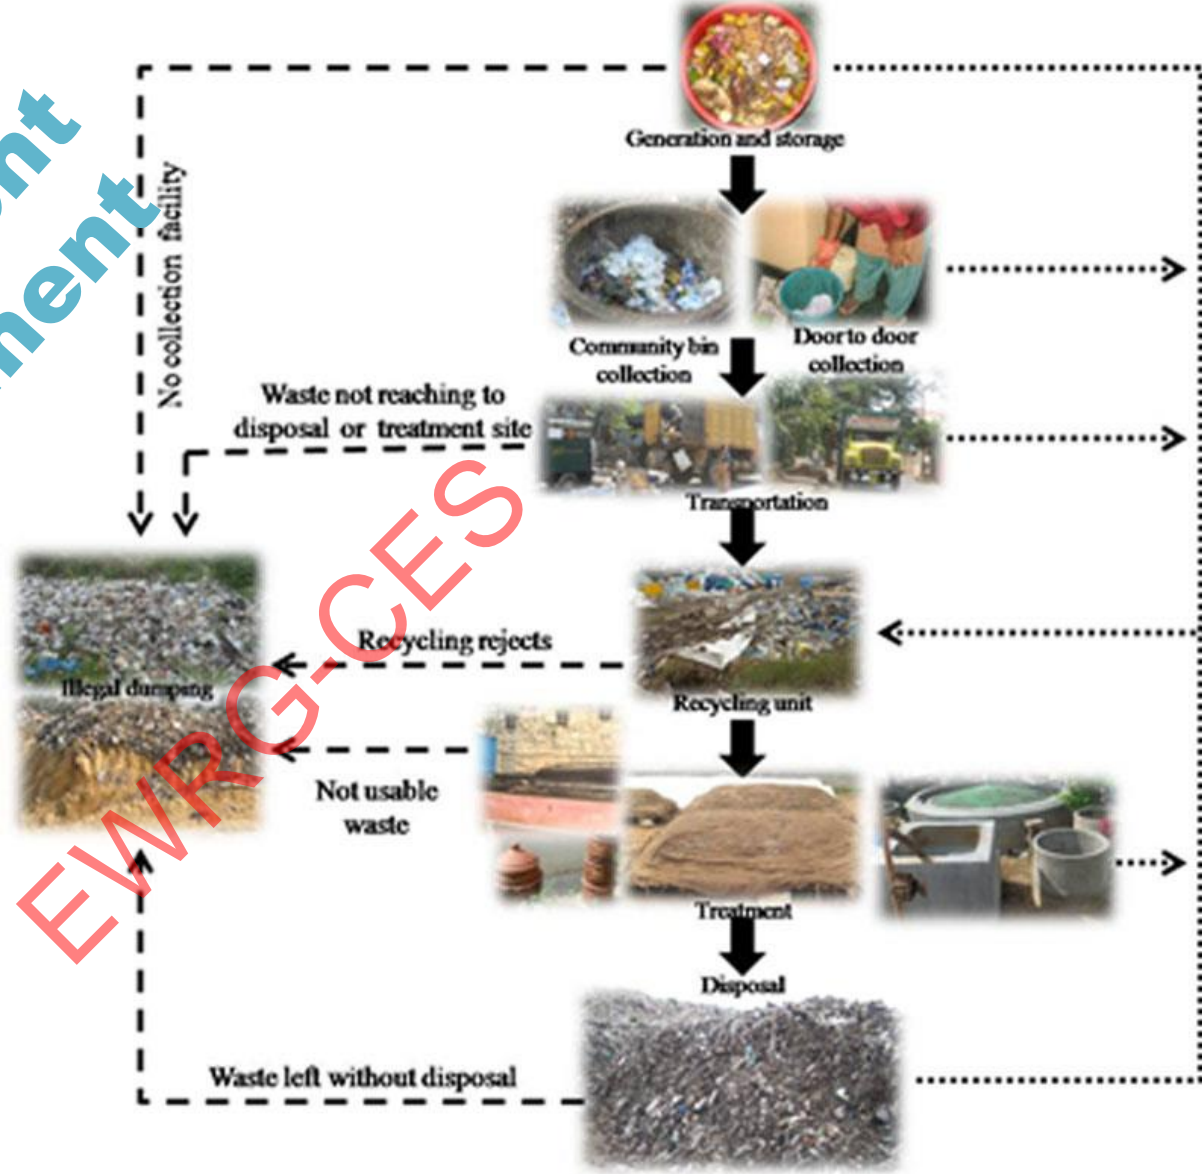 Generation and storage
No collection facility
Community bin
collection
Door to door
collection
Waste not reaching to
disposal or treatment site
Transportation
Recycling rejects
Recycling unit
Illegal dumping
Not usable
waste
Treatment
Disposal
Waste left without disposal
EWRG-CES